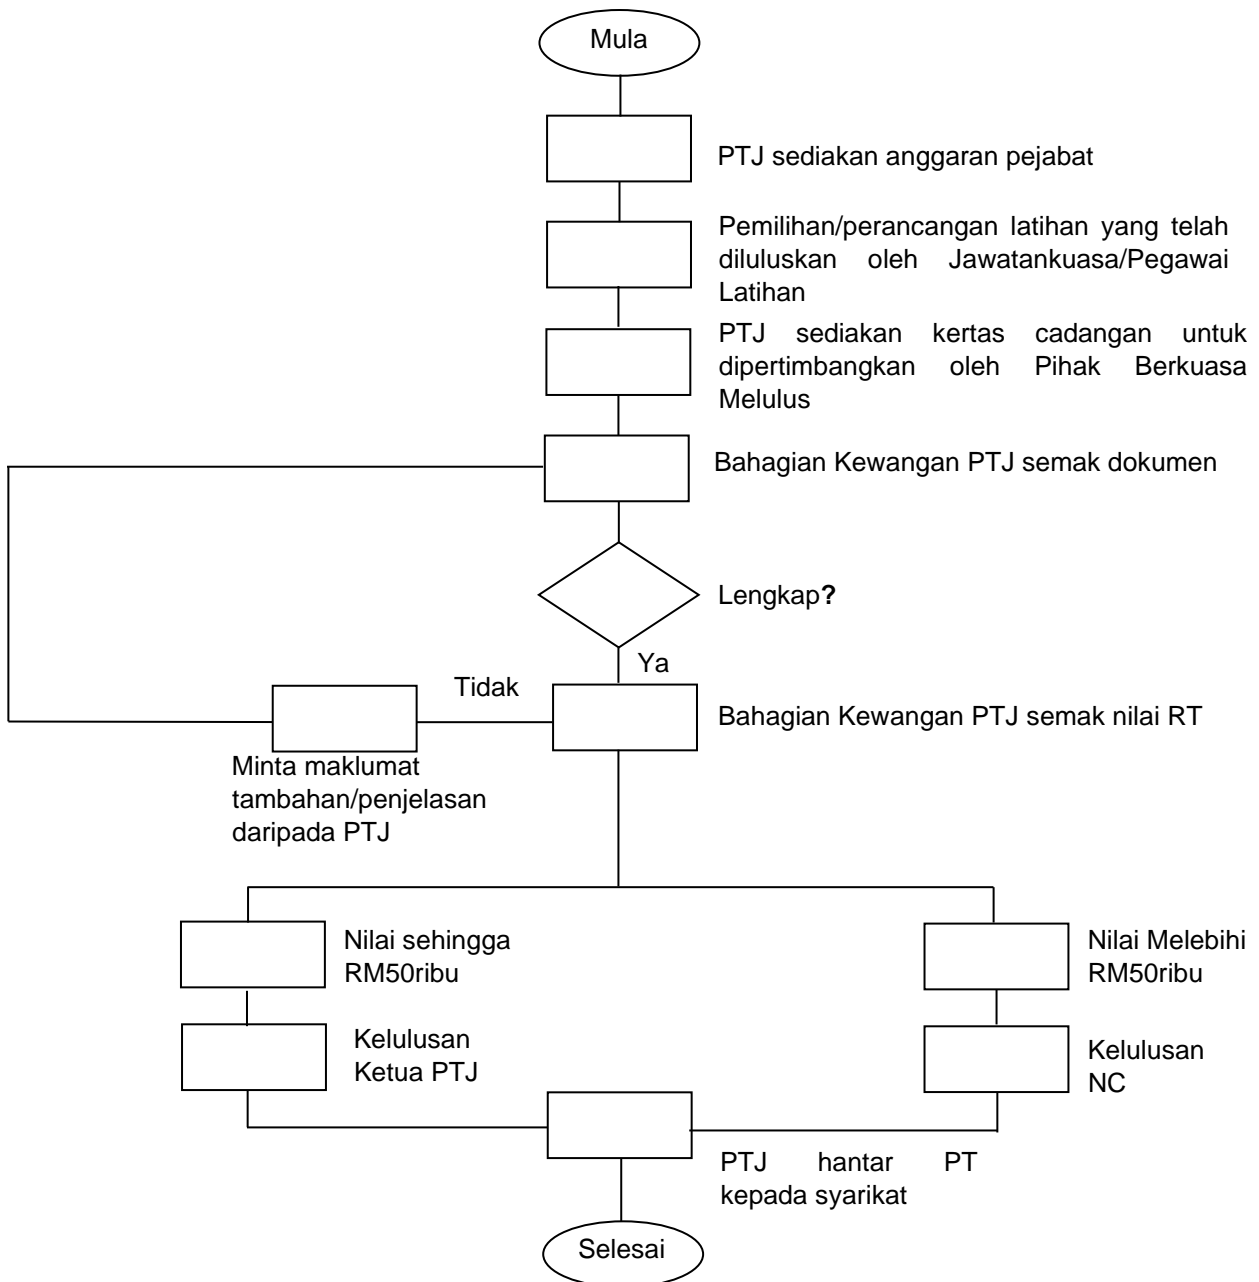 Mula
PTJ sediakan anggaran pejabat
Pemilihan/perancangan latihan yang telah
diluluskan oleh Jawatankuasa/Pegawai
Latihan
PTJ sediakan kertas cadangan untuk
dipertimbangkan oleh Pihak Berkuasa
Melulus
Bahagian Kewangan PTJ semak dokumen
Lengkap?
Ya
Tidak
Bahagian Kewangan PTJ semak nilai RT
Minta maklumat
tambahan/penjelasan
daripada PTJ
Nilai sehingga
RM50ribu
Nilai Melebihi
RM50ribu
Kelulusan
Ketua PTJ
Kelulusan
NC
PTJ hantar PT
kepada syarikat
Selesai